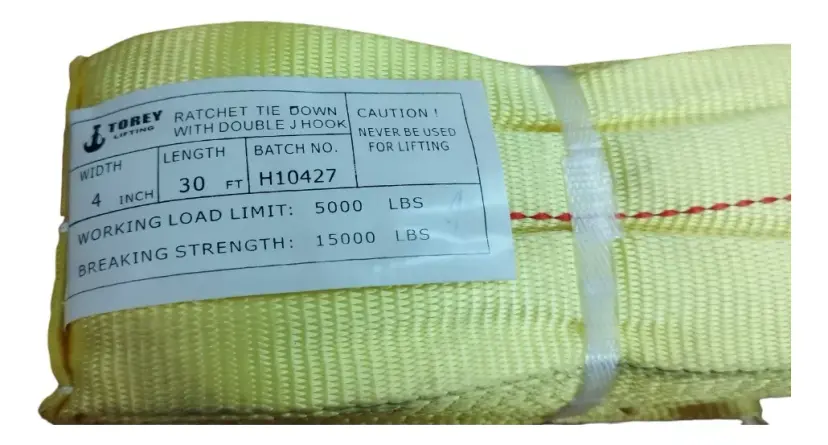 TOREY
LIFTING
RATCHET TIE DOWN
WITH DOUBLE J HOOK
CAUTION !
NEVER BE USED
FOR LIFTING
WIDTH
4 INCH
LENGTH
30 FT
BATCH NO.
H10427
WORKING LOAD LIMIT: 5000 LBS
BREAKING STRENGTH: 15000 LBS